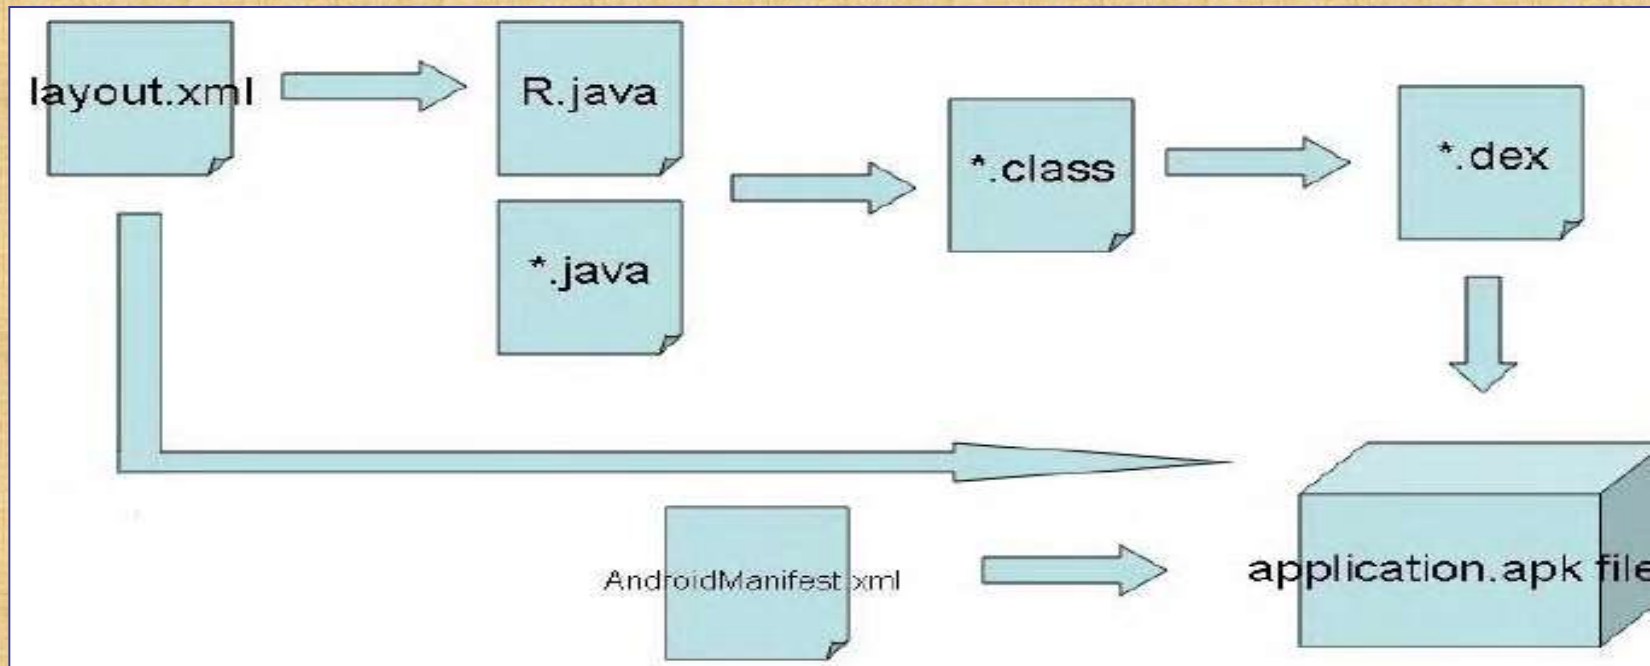 layout.xml
R.java
*.java
*.class
*.dex
AndroidManifest.xml
application.apk file